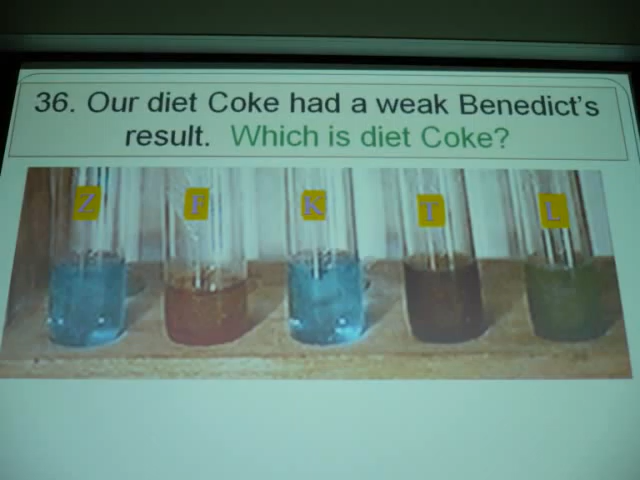 36. Our diet Coke had a weak Benedict's
result. Which is diet Coke?
Z F K T L